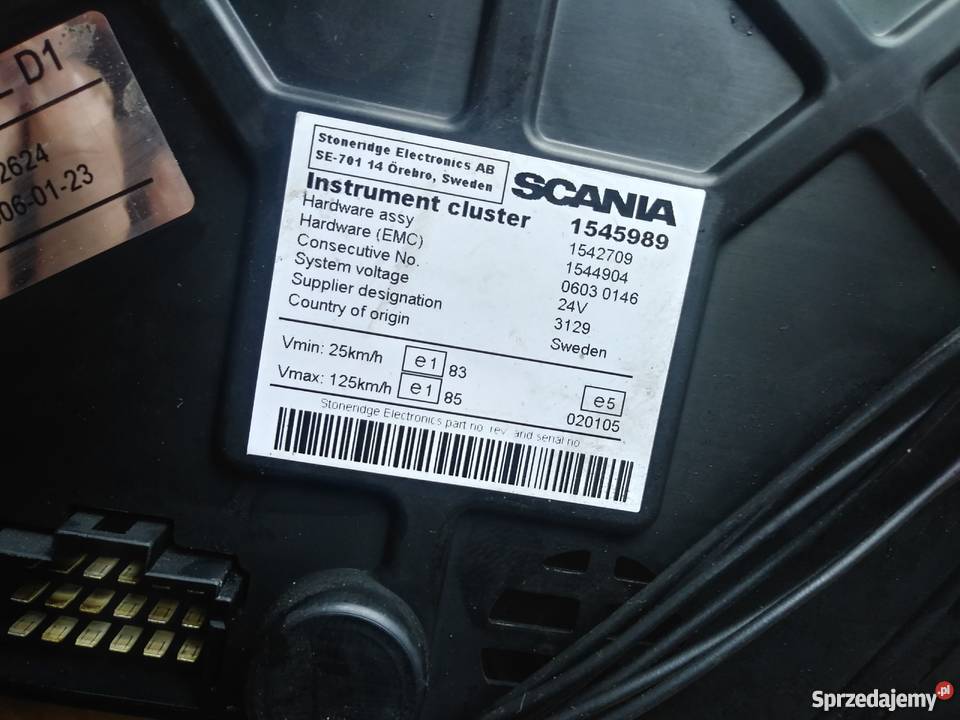 D1
2624
06-01-23
Stoneridge Electronics AB
SE-701 14 Örebro, Sweden
SCANIA
Instrument cluster 1545989
Hardware assy 1542709
Hardware (EMC) 1544904
Consecutive No. 0603 0146
System voltage 24V
Supplier designation 3129
Country of origin Sweden
Vmin: 25km/h e1 83
Vmax: 125km/h e1 85
e5
020105
Stoneridge Electronics part no rev and serial no
Sprzedajemy.pl